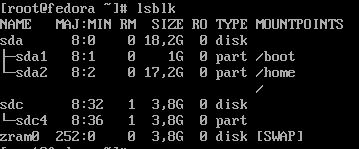 [root@fedora ~]# lsblk
NAME MAJ:MIN RM SIZE RO TYPE MOUNTPOINTS
sda 8:0 0 18,2G 0 disk
├─sda1 8:1 0 1G 0 part /boot
└─sda2 8:2 0 17,2G 0 part /home
/
sdc 8:32 1 3,8G 0 disk
└─sdc4 8:36 1 3,8G 0 part
zram0 252:0 0 3,8G 0 disk [SWAP]